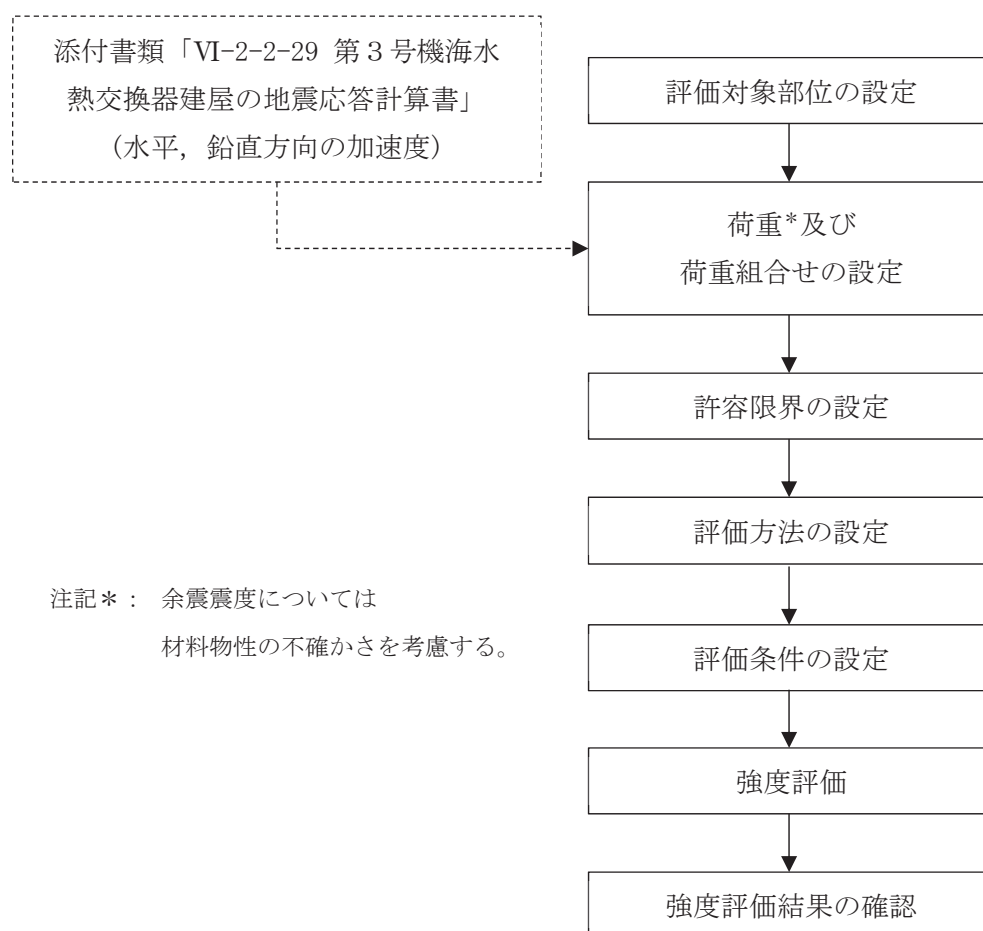 添付書類「Ⅵ-2-2-29 第３号機海水
熱交換器建屋の地震応答計算書」
（水平，鉛直方向の加速度）
評価対象部位の設定
荷重*及び
荷重組合せの設定
許容限界の設定
評価方法の設定
評価条件の設定
強度評価
強度評価結果の確認
注記＊： 余震震度については
材料物性の不確かさを考慮する。